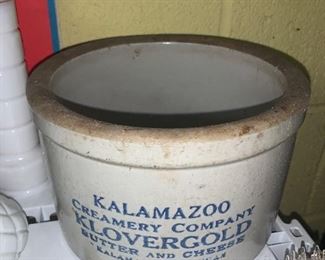 KALAMAZOO
CREAMERY COMPANY
KLOVERGOLD
BUTTER AND CHEESE